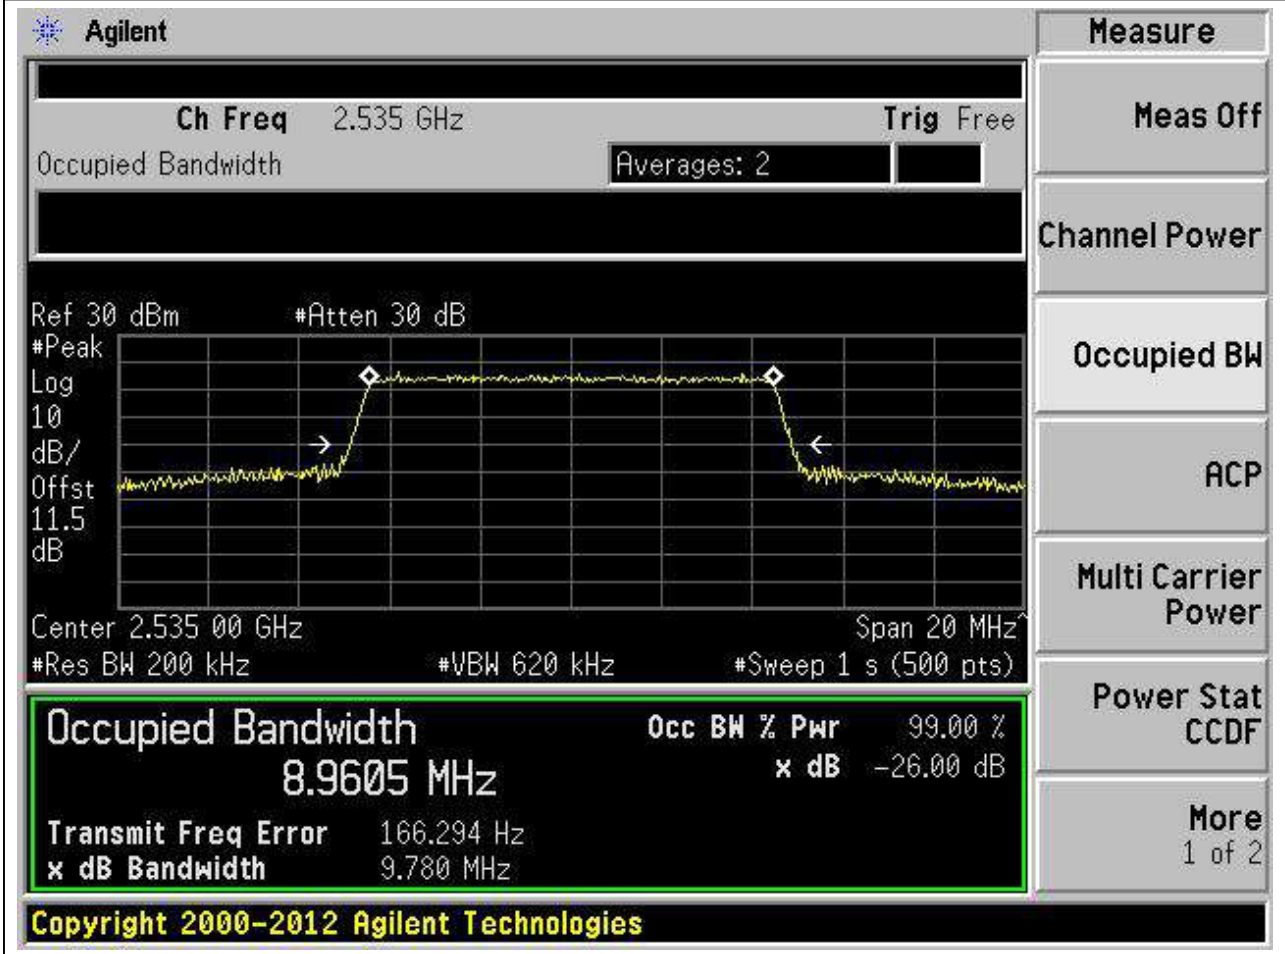 Agilent
Measure
Ch Freq 2.535 GHz Trig Free
Meas Off
Occupied Bandwidth Averages: 2
Channel Power
Ref 30 dBm #Atten 30 dB
#Peak
Log
10
dB/
Offst
11.5
dB
Occupied BW
ACP
Center 2.535 00 GHz Span 20 MHz^
#Res BW 200 kHz #VBW 620 kHz #Sweep 1 s (500 pts)
Multi Carrier
Power
Occupied Bandwidth Occ BW % Pwr 99.00 %
8.9605 MHz x dB -26.00 dB
Transmit Freq Error 166.294 Hz
x dB Bandwidth 9.780 MHz
Power Stat
CCDF
More
1 of 2
Copyright 2000-2012 Agilent Technologies